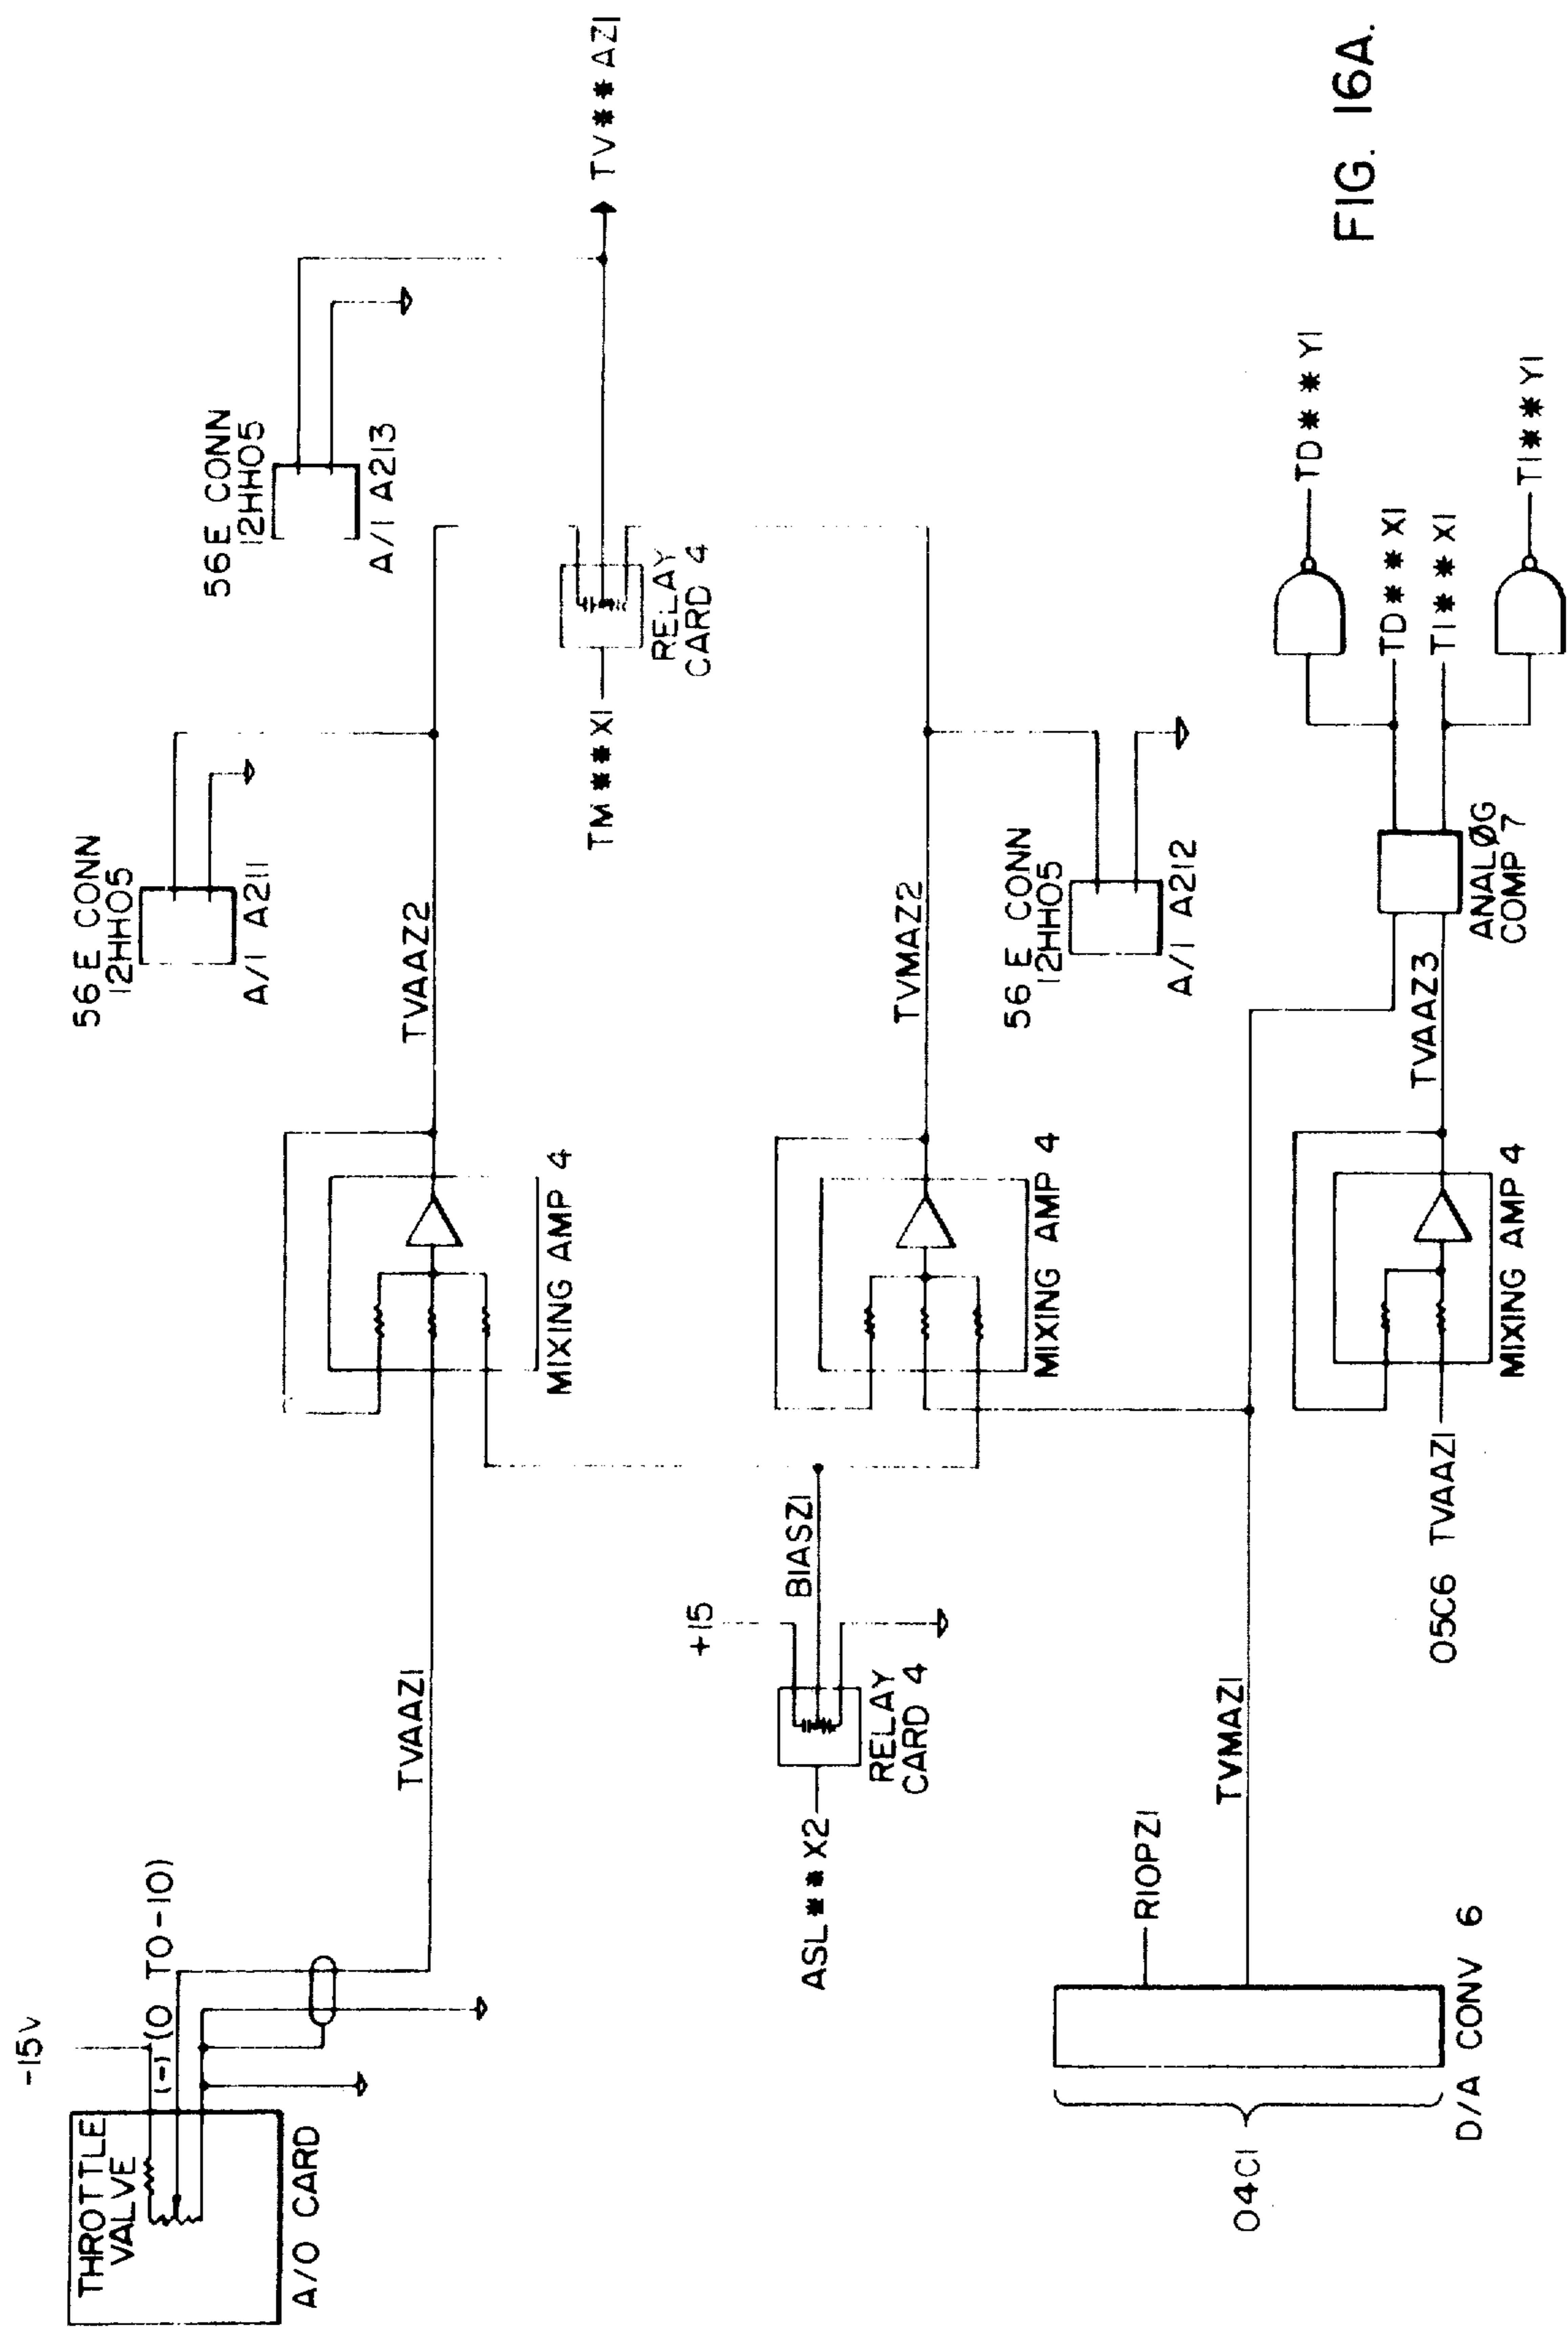 THROTTLE
VALVE
A/O CARD
-15V
(-) (0 TO -10)
TVAAZ1
56E CONN
12HH05
A/I A211
TVAAZ2
MIXING AMP 4
56E CONN
12HH05
A/I A213
TV**AZ1
TM**X1
RELAY
CARD 4
ASL**X2
RELAY
CARD 4
+15
BIASZ1
MIXING AMP 4
TVMAZ2
56E CONN
12HH05
A/I A212
04C1
D/A CONV 6
R10PZ1
TVMAZ1
05C6 TVAAZ1
MIXING AMP 4
TVAAZ3
ANALØG
COMP 7
TD**Y1
TD**X1
TI**X1
TI**Y1
FIG. 16A.